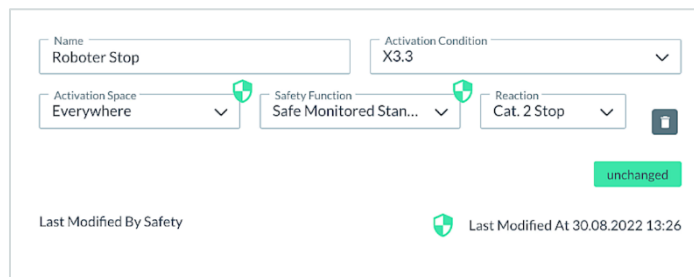 Name
Roboter Stop
Activation Condition
X3.3
Activation Space
Everywhere
Safety Function
Safe Monitored Stan...
Reaction
Cat. 2 Stop
unchanged
Last Modified By Safety
Last Modified At 30.08.2022 13:26